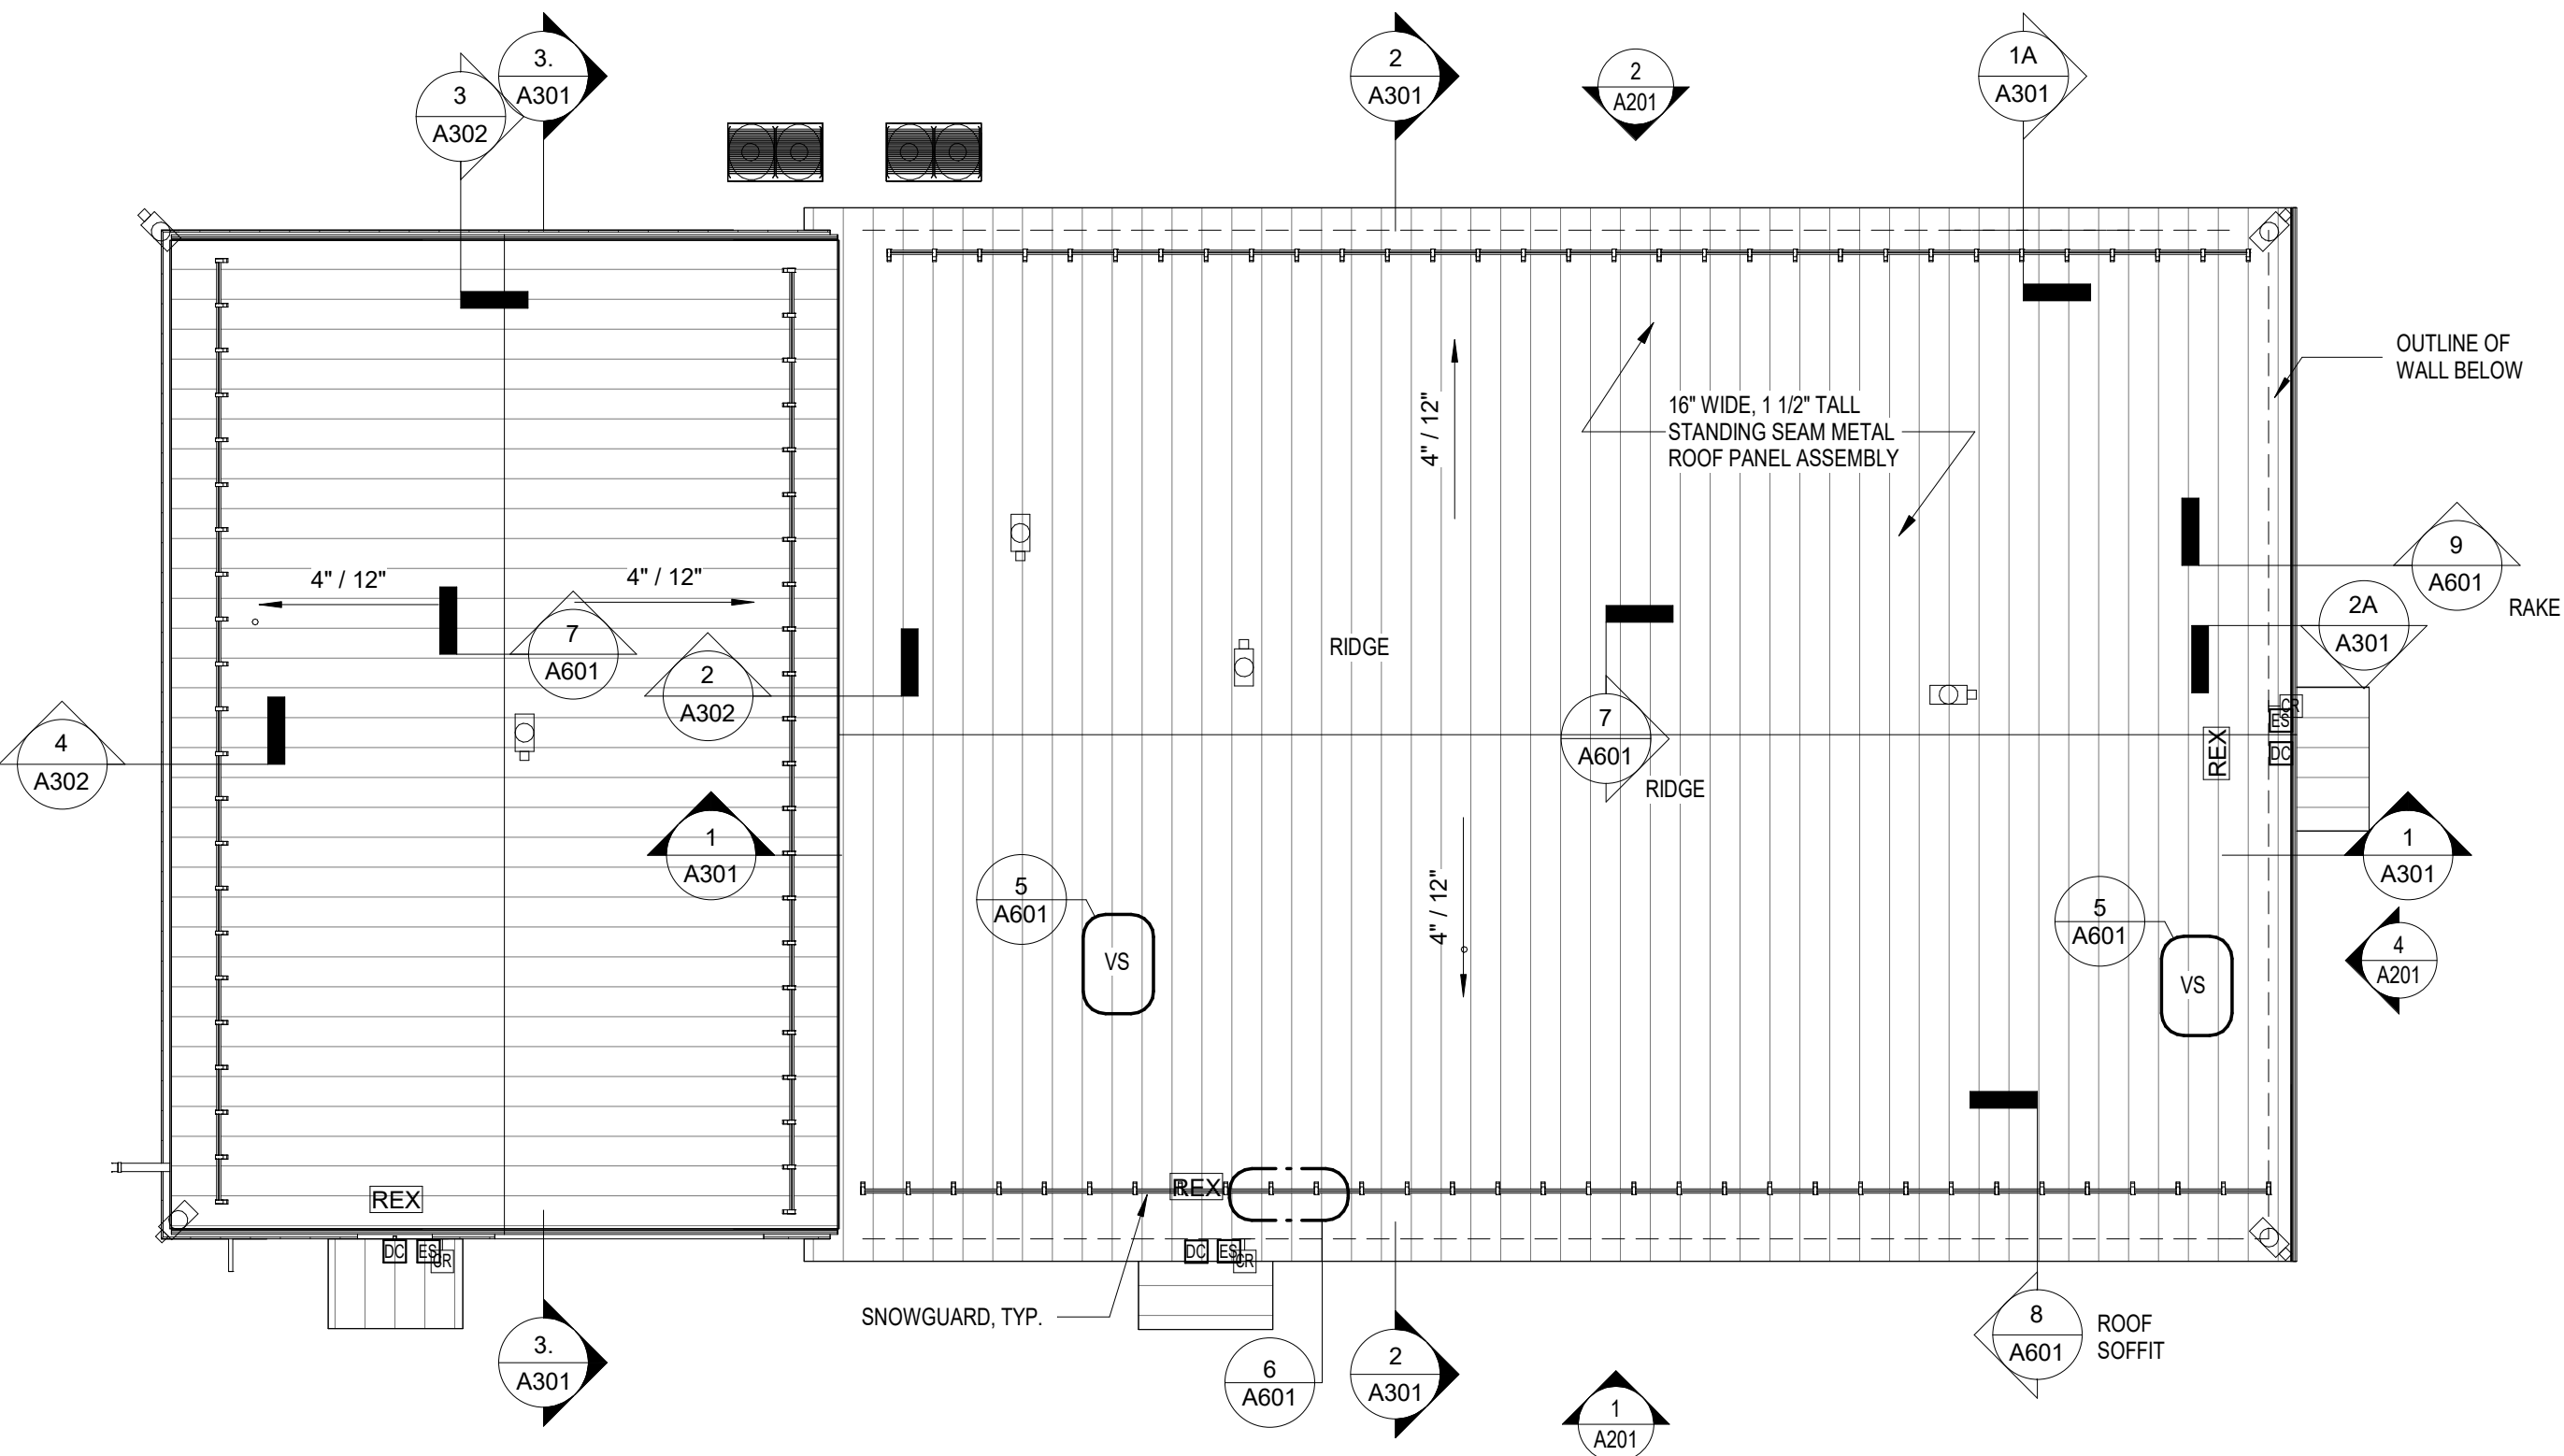 3.
A301
3
A302
2
A301
2
A201
1A
A301
OUTLINE OF
WALL BELOW
4" / 12"
16" WIDE, 1 1/2" TALL
STANDING SEAM METAL
ROOF PANEL ASSEMBLY
9
A601
RAKE
4" / 12"
4" / 12"
7
A601
2
A302
RIDGE
2A
A301
4
A302
7
A601
RIDGE
CR
ES
DC
REX
1
A301
1
A301
5
A601
VS
4" / 12"
5
A601
VS
4
A201
REX
DC
ES
CR
REX
DC
ES
CR
SNOWGUARD, TYP.
3.
A301
6
A601
2
A301
8
A601
ROOF
SOFFIT
1
A201